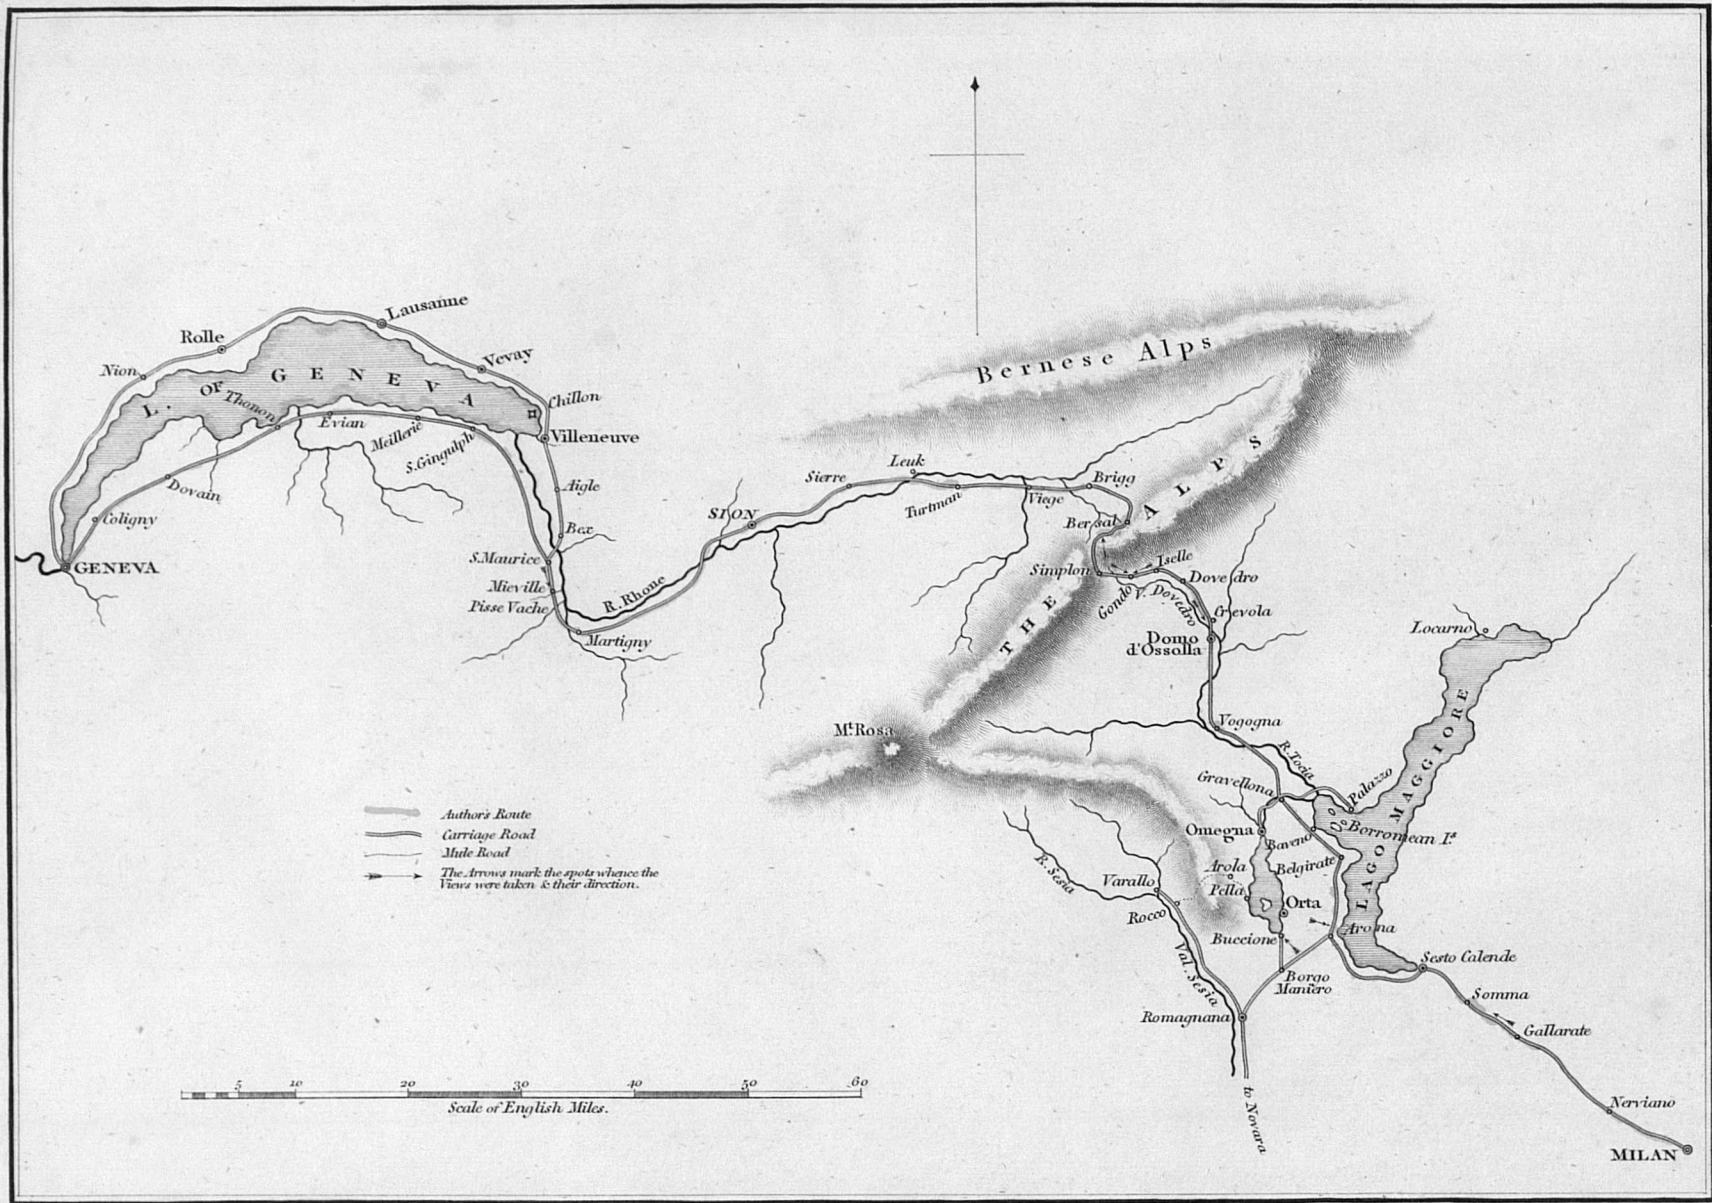 Lausanne
Rolle
Vevay
Nion
L. OF GENEVA
Thonon
Chillon
Evian
Meillerie
S. Gingulph
Villeneuve
Dovain
Coligny
GENEVA
Aigle
Bex
S. Maurice
Mieville
Pisse Vache
Martigny
R. Rhone
SION
Sierre
Leuk
Turtman
Viege
Brigg
Bersal
Bernese Alps
THE ALPS
Simplon
Iselle
Gondo
Dovedro
V. Dovedro
Crevola
Domo
d'Ossolla
Locarno
Mt. Rosa
Vogogna
R. Tocia
Gravellona
Palazzo
LAGO MAGGIORE
Omegna
Baveno
Borromean Is.
Belgirate
Arola
Pella
Orta
R. Sesia
Varallo
Rocco
Buccione
Arona
Val. Sesia
Borgo
Maniero
Sesto Calende
Romagnana
Somma
Gallarate
to Novara
Nerviano
MILAN
Author's Route
Carriage Road
Mule Road
The Arrows mark the spots whence the
Views were taken & their direction.
5 10 20 30 40 50 60
Scale of English Miles.